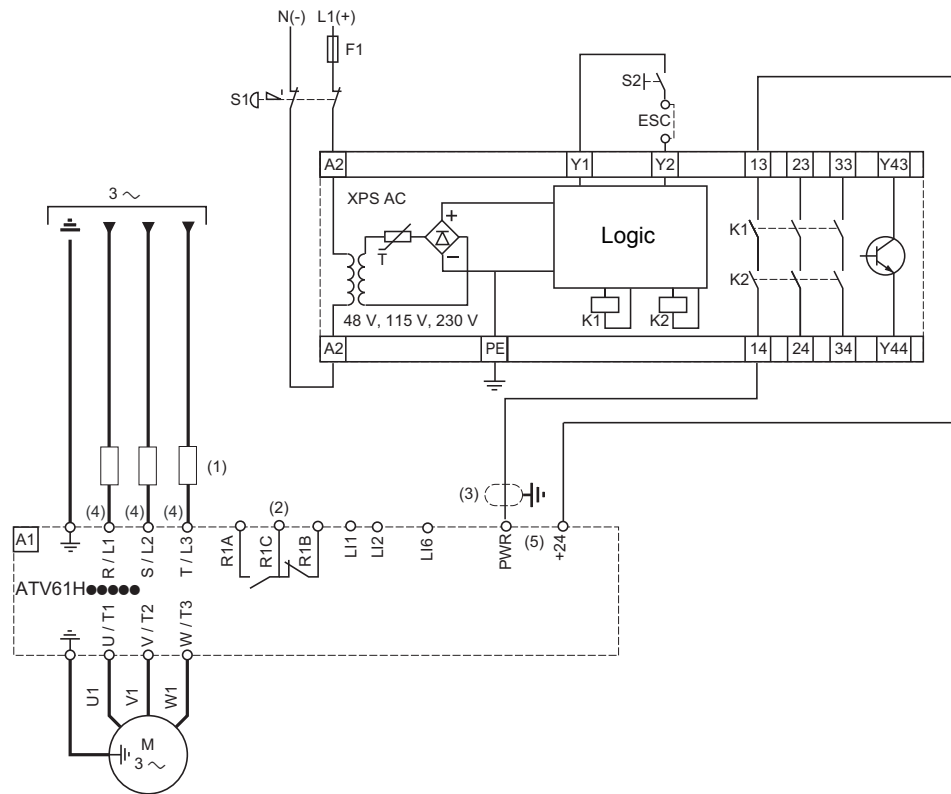 N(-) L1(+)
F1
S1
S2
ESC
A2 Y1 Y2 13 23 33 Y43
3 ~
XPS AC
+
Logic
K1
T
−
K2
48 V, 115 V, 230 V
K1 K2
A2 PE 14 24 34 Y44
(1)
(3)
(4) (4) (4) (2)
A1 R / L1 S / L2 T / L3 R1A R1C R1B LI1 LI2 LI6 PWR (5) +24
ATV61H●●●●●
U / T1 V / T2 W / T3
U1 V1 W1
M
3 ~